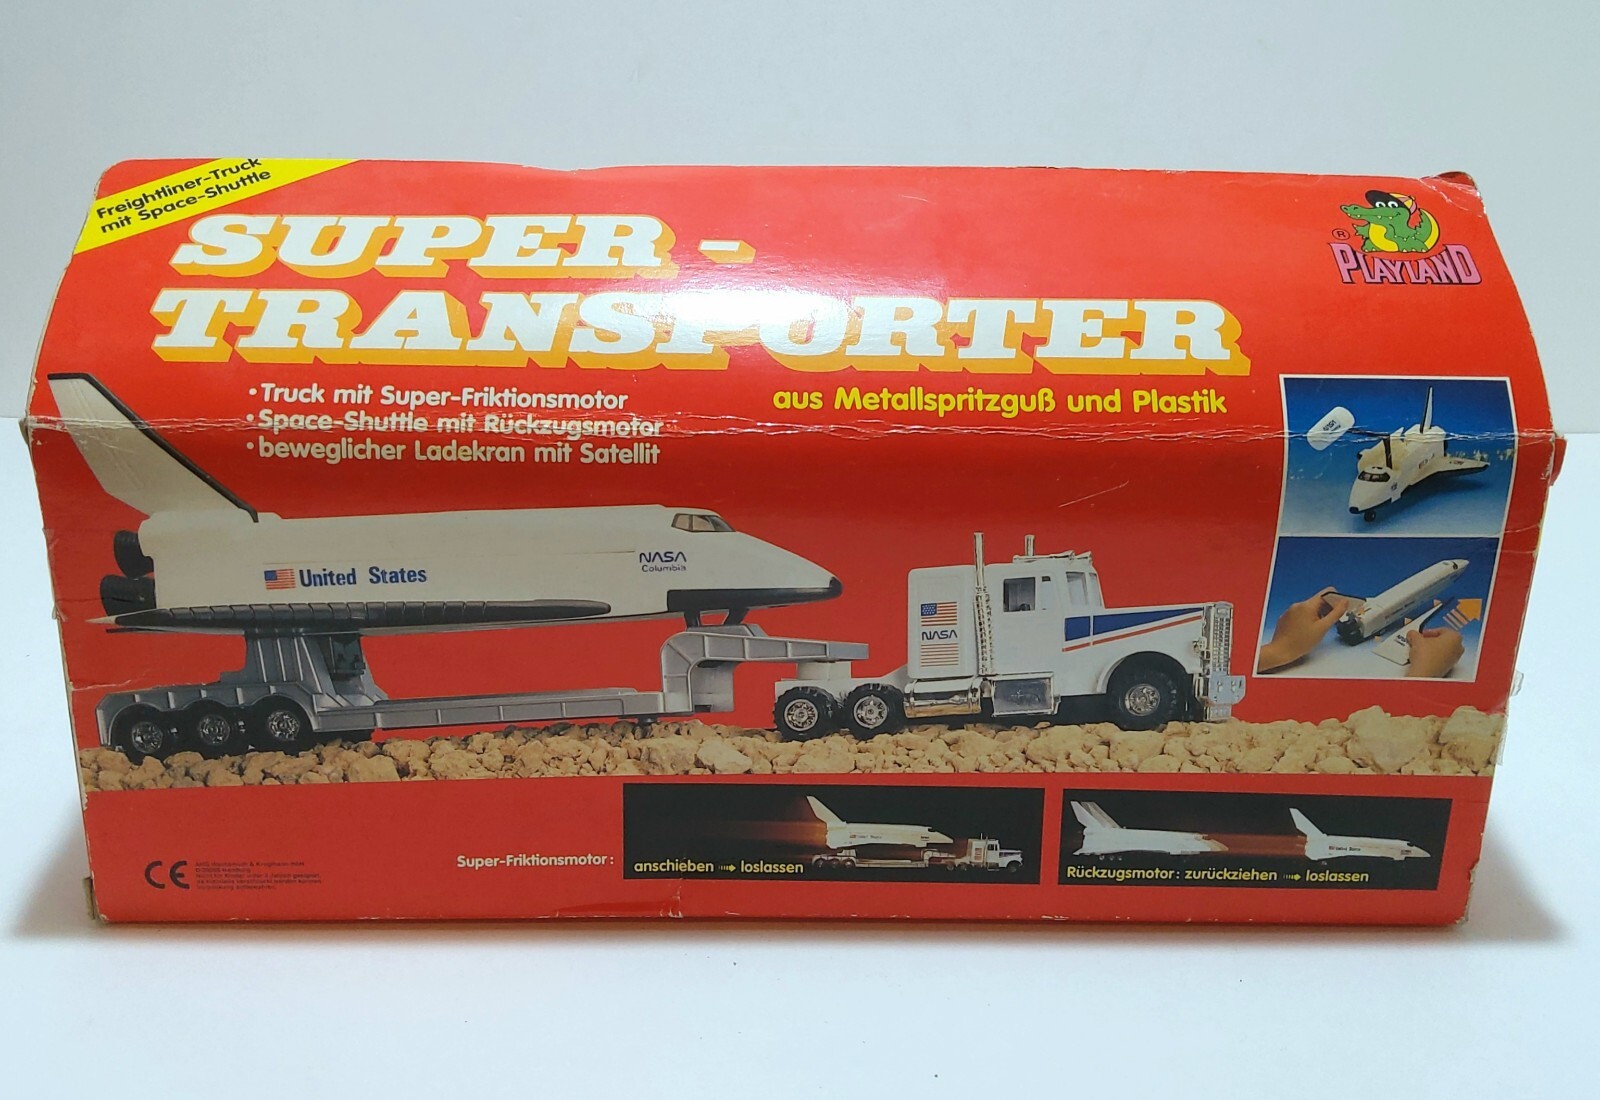 Freightliner-Truck
mit Space-Shuttle
SUPER -
TRANSPORTER
® PLAYLAND
• Truck mit Super-Friktionsmotor
• Space-Shuttle mit Rückzugsmotor
• beweglicher Ladekran mit Satellit
aus Metallspritzguß und Plastik
United States
NASA
Columbia
NASA
CE
Super-Friktionsmotor:
anschieben loslassen
Rückzugsmotor: zurückziehen loslassen